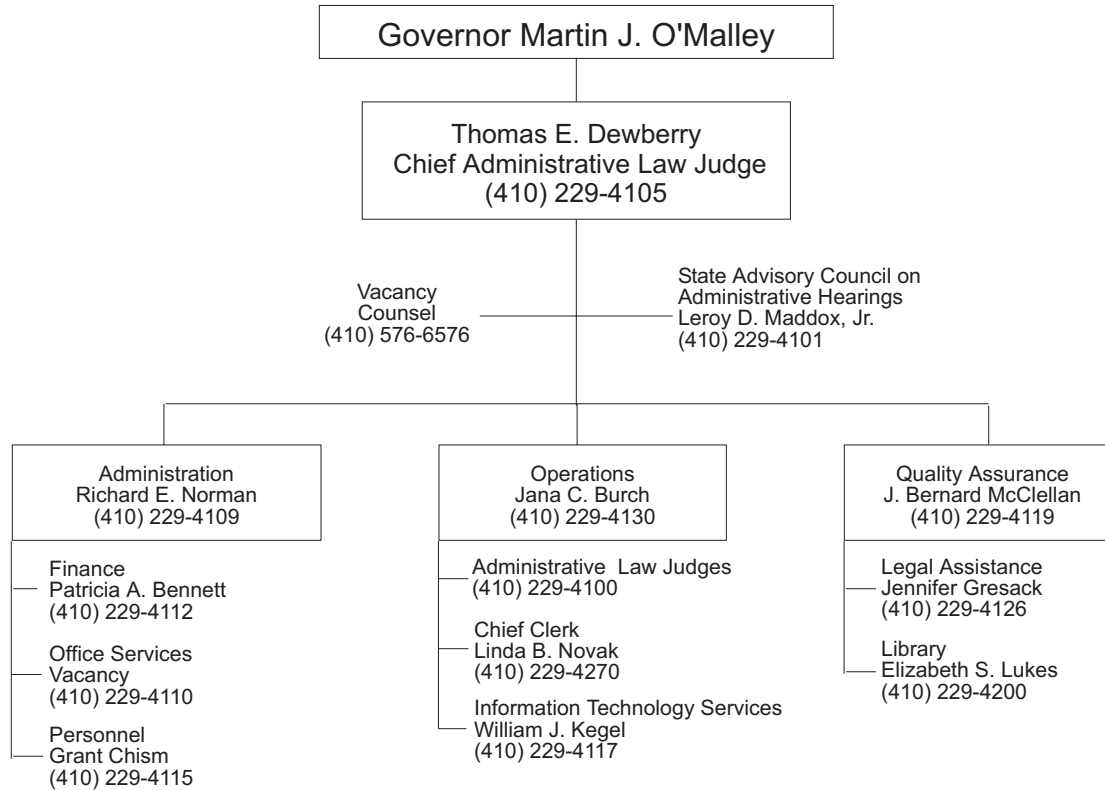 Governor Martin J. O'Malley
Thomas E. Dewberry
Chief Administrative Law Judge
(410) 229-4105
Vacancy
Counsel
(410) 576-6576
State Advisory Council on
Administrative Hearings
Leroy D. Maddox, Jr.
(410) 229-4101
Administration
Richard E. Norman
(410) 229-4109
Finance
Patricia A. Bennett
(410) 229-4112
Office Services
Vacancy
(410) 229-4110
Personnel
Grant Chism
(410) 229-4115
Operations
Jana C. Burch
(410) 229-4130
Administrative Law Judges
(410) 229-4100
Chief Clerk
Linda B. Novak
(410) 229-4270
Information Technology Services
William J. Kegel
(410) 229-4117
Quality Assurance
J. Bernard McClellan
(410) 229-4119
Legal Assistance
Jennifer Gresack
(410) 229-4126
Library
Elizabeth S. Lukes
(410) 229-4200